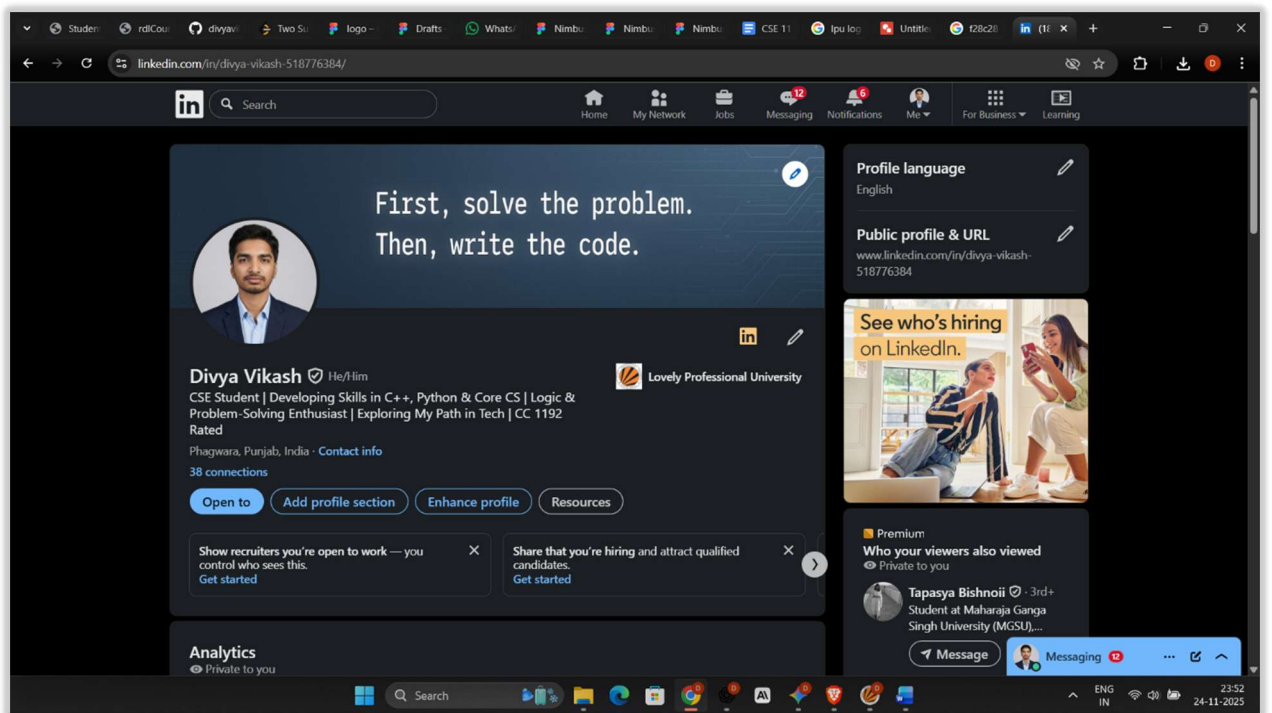 Studen
rdlCou
divyavi
Two Su
logo –
Drafts
WhatsA
Nimbu
Nimbu
Nimbu
CSE 11
Ipu log
Untitle
f28c28
in (18
linkedin.com/in/divya-vikash-518776384/
D
in
Search
Home
My Network
Jobs
12
Messaging
6
Notifications
Me
For Business
Learning
First, solve the problem.
Then, write the code.
in
Divya Vikash He/Him
Lovely Professional University
CSE Student | Developing Skills in C++, Python & Core CS | Logic &
Problem-Solving Enthusiast | Exploring My Path in Tech | CC 1192
Rated
Phagwara, Punjab, India · Contact info
38 connections
Open to
Add profile section
Enhance profile
Resources
Show recruiters you're open to work — you
control who sees this.
Get started
Share that you're hiring and attract qualified
candidates.
Get started
Analytics
Private to you
Profile language
English
Public profile & URL
www.linkedin.com/in/divya-vikash-
518776384
See who's hiring
on LinkedIn.
Premium
Who your viewers also viewed
Private to you
Tapasya Bishnoii · 3rd+
Student at Maharaja Ganga
Singh University (MGSU),...
Message
Messaging 12
Search
ENG
IN
23:52
24-11-2025